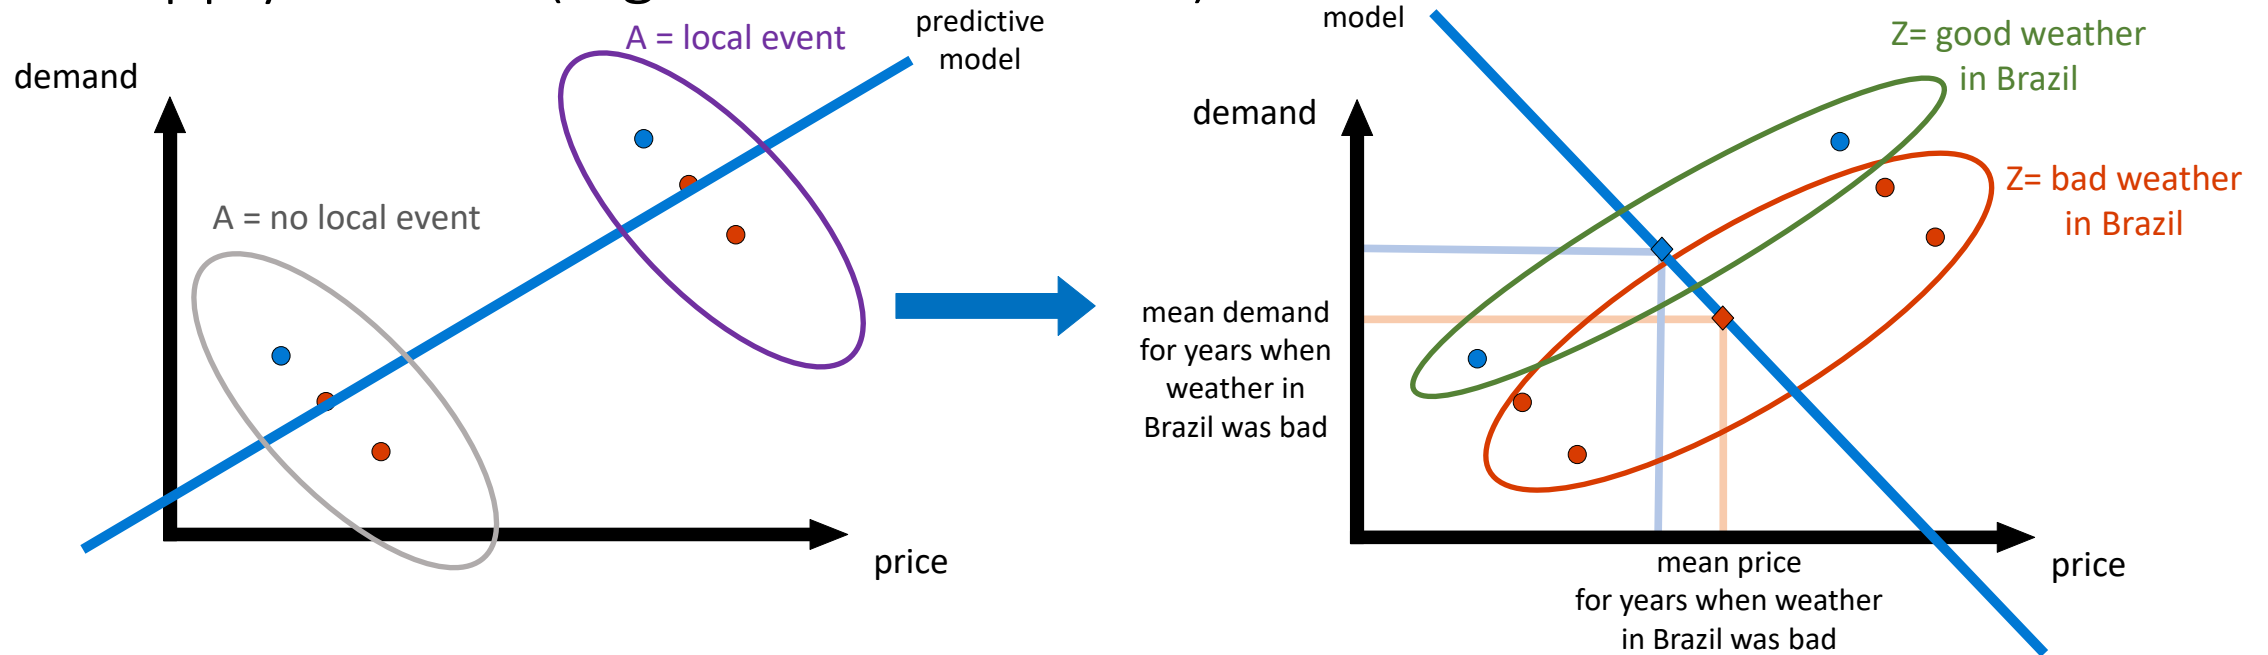 A = local event
predictive
model
demand
A = no local event
price
model
Z= good weather
in Brazil
demand
Z= bad weather
in Brazil
mean demand
for years when
weather in
Brazil was bad
price
mean price
for years when weather
in Brazil was bad